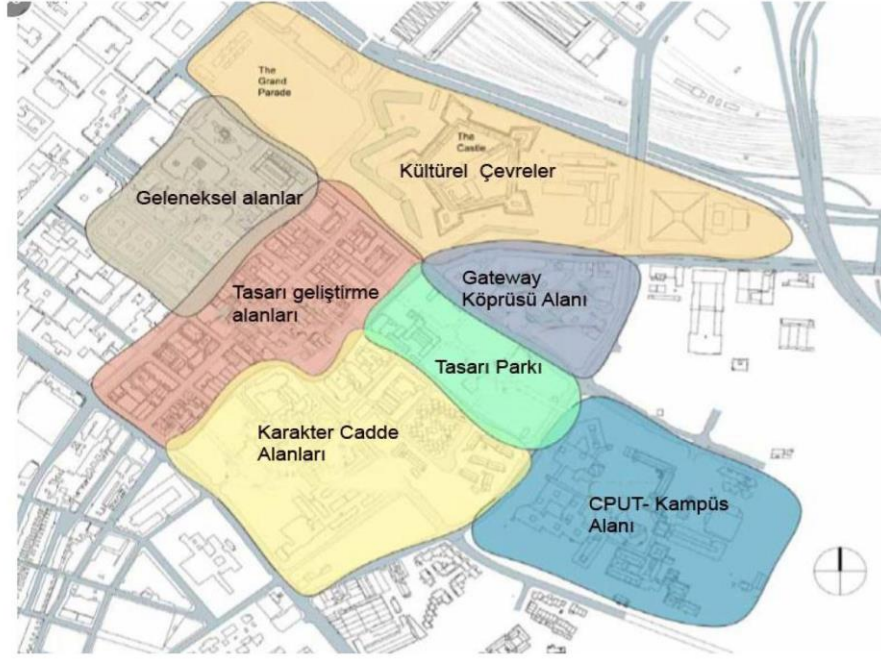 The
Grand
Parade
The
Castle
Kültürel Çevreler
Geleneksel alanlar
Gateway
Köprüsü Alanı
Tasarı geliştirme
alanları
Tasarı Parkı
Karakter Cadde
Alanları
CPUT- Kampüs
Alanı